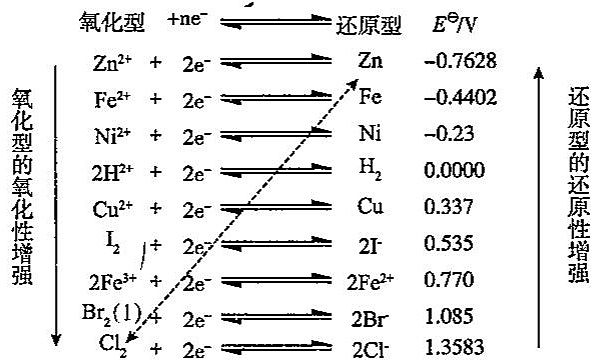 氧化型 +ne⁻ 还原型 E⊖/V
Zn²⁺ + 2e⁻ Zn −0.7628
Fe²⁺ + 2e⁻ Fe −0.4402
Ni²⁺ + 2e⁻ Ni −0.23
2H²⁺ + 2e⁻ H₂ 0.0000
Cu²⁺ + 2e⁻ Cu 0.337
I₂ + 2e⁻ 2I⁻ 0.535
2Fe³⁺ + 2e⁻ 2Fe²⁺ 0.770
Br₂(1) + 2e⁻ 2Br⁻ 1.085
Cl₂ + 2e⁻ 2Cl⁻ 1.3583
氧化型的氧化性增强
还原型的还原性增强